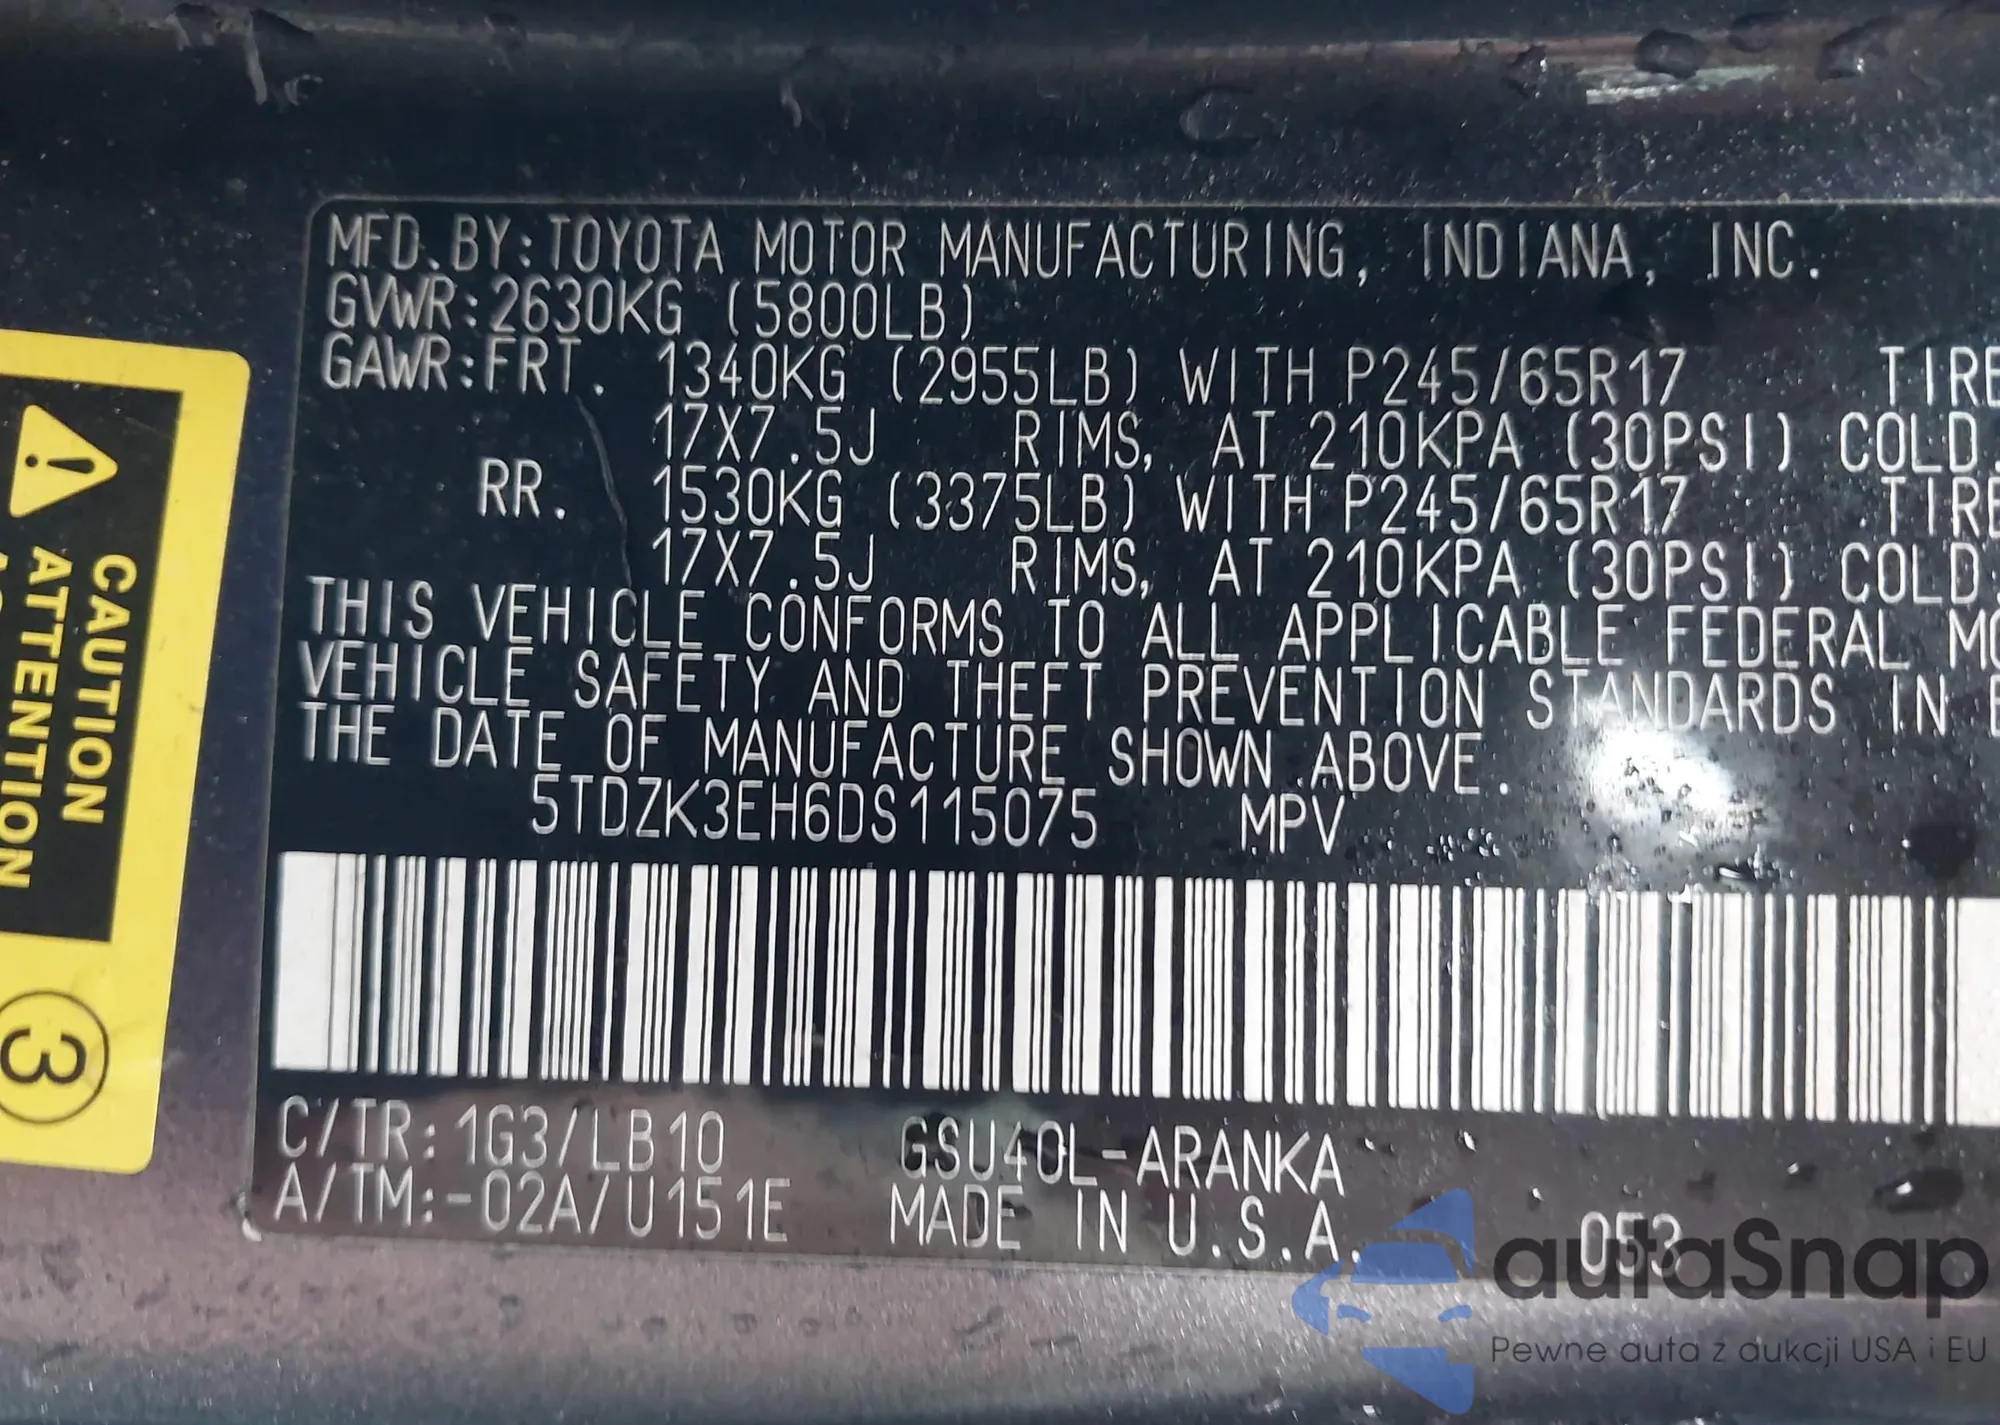 MFD. BY: TOYOTA MOTOR MANUFACTURING, INDIANA, INC.
GVWR: 2630KG (5800LB)
GAWR: FRT. 1340KG (2955LB) WITH P245/65R17 TIRE
17X7.5J RIMS, AT 210KPA (30PSI) COLD.
RR. 1530KG (3375LB) WITH P245/65R17 TIRE
17X7.5J RIMS, AT 210KPA (30PSI) COLD.
THIS VEHICLE CONFORMS TO ALL APPLICABLE FEDERAL MO
VEHICLE SAFETY AND THEFT PREVENTION STANDARDS IN E
THE DATE OF MANUFACTURE SHOWN ABOVE.
5TDZK3EH6DS115075 MPV
C/TR: 1G3/LB10 GSU40L-ARANKA
A/TM: -02A/U151E MADE IN U.S.A. 053
CAUTION
ATTENTION
3
autaSnap
Pewne auta z aukcji USA i EU